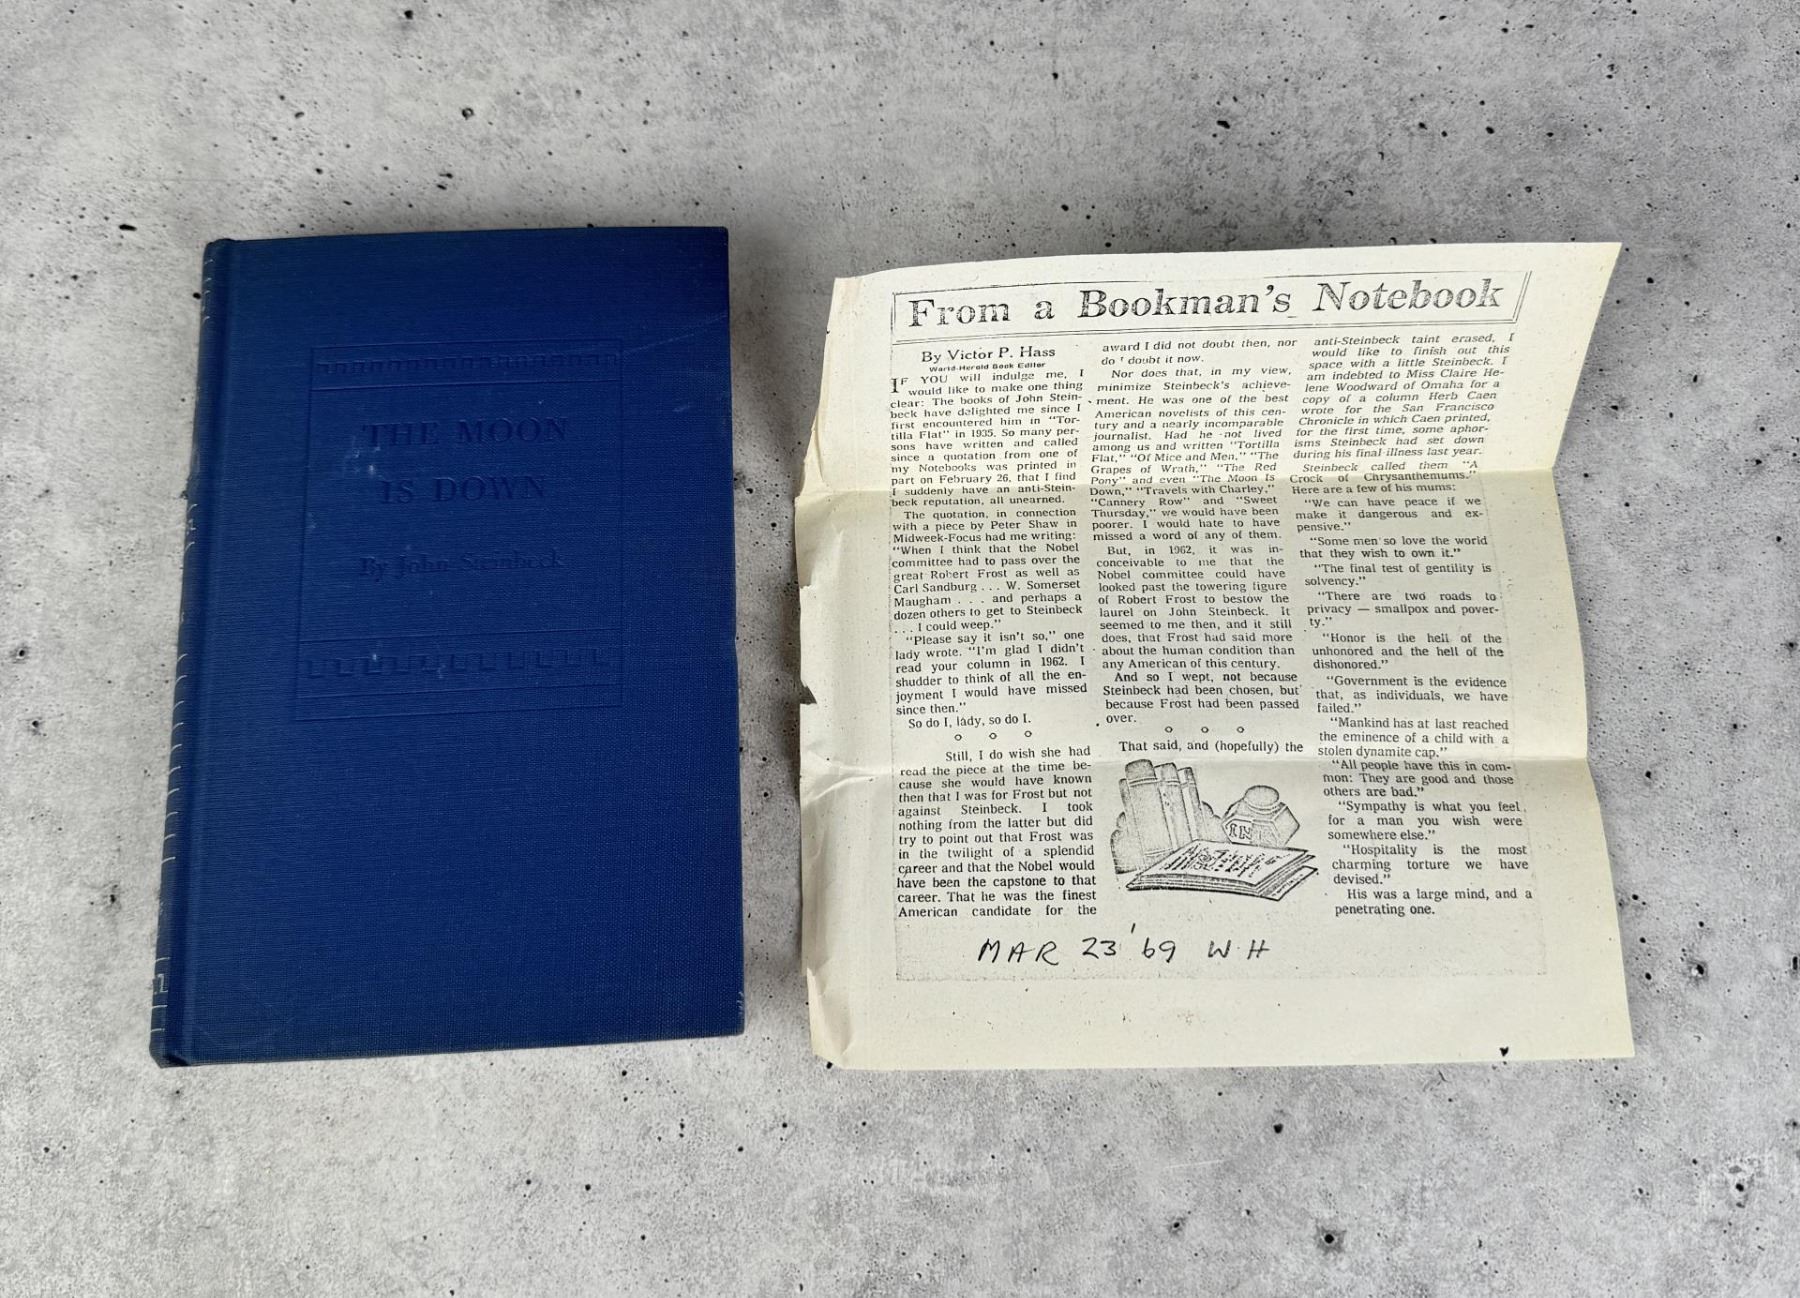 THE MOON
IS DOWN
By John Steinbeck
From a Bookman's Notebook
By Victor P. Hass
World-Herald Book Editor
IF YOU will indulge me, I
would like to make one thing
clear: The books of John Stein-
beck have delighted me since I
first encountered him in "Tor-
tilla Flat" in 1935. So many per-
sons have written and called
since a quotation from one of
my Notebooks was printed in
part on February 26, that I find
I suddenly have an anti-Stein-
beck reputation, all unearned.
The quotation, in connection
with a piece by Peter Shaw in
Midweek-Focus had me writing:
"When I think that the Nobel
committee had to pass over the
great Robert Frost as well as
Carl Sandburg . . . W. Somerset
Maugham . . . and perhaps a
dozen others to get to Steinbeck
. . . I could weep."
"Please say it isn't so," one
lady wrote. "I'm glad I didn't
read your column in 1962. I
shudder to think of all the en-
joyment I would have missed
since then."
So do I, lady, so do I.
Still, I do wish she had
read the piece at the time be-
cause she would have known
then that I was for Frost but not
against Steinbeck. I took
nothing from the latter but did
try to point out that Frost was
in the twilight of a splendid
career and that the Nobel would
have been the capstone to that
career. That he was the finest
American candidate for the
award I did not doubt then, nor
do I doubt it now.
Nor does that, in my view,
minimize Steinbeck's achieve-
ment. He was one of the best
American novelists of this cen-
tury and a nearly incomparable
journalist. Had he not lived
among us and written "Tortilla
Flat," "Of Mice and Men," "The
Grapes of Wrath," "The Red
Pony" and even "The Moon Is
Down," "Travels with Charley,"
"Cannery Row" and "Sweet
Thursday," we would have been
poorer. I would hate to have
missed a word of any of them.
But, in 1962, it was in-
conceivable to me that the
Nobel committee could have
looked past the towering figure
of Robert Frost to bestow the
laurel on John Steinbeck. It
seemed to me then, and it still
does, that Frost had said more
about the human condition than
any American of this century.
And so I wept, not because
Steinbeck had been chosen, but
because Frost had been passed
over.
That said, and (hopefully) the
INK
anti-Steinbeck taint erased, I
would like to finish out this
space with a little Steinbeck. I
am indebted to Miss Claire He-
lene Woodward of Omaha for a
copy of a column Herb Caen
wrote for the San Francisco
Chronicle in which Caen printed,
for the first time, some aphor-
isms Steinbeck had set down
during his final illness last year.
Steinbeck called them "A
Crock of Chrysanthemums."
Here are a few of his mums:
"We can have peace if we
make it dangerous and ex-
pensive."
"Some men so love the world
that they wish to own it."
"The final test of gentility is
solvency."
"There are two roads to
privacy — smallpox and pover-
ty."
"Honor is the hell of the
unhonored and the hell of the
dishonored."
"Government is the evidence
that, as individuals, we have
failed."
"Mankind has at last reached
the eminence of a child with a
stolen dynamite cap."
"All people have this in com-
mon: They are good and those
others are bad."
"Sympathy is what you feel
for a man you wish were
somewhere else."
"Hospitality is the most
charming torture we have
devised."
His was a large mind, and a
penetrating one.
MAR 23 '69 W-H